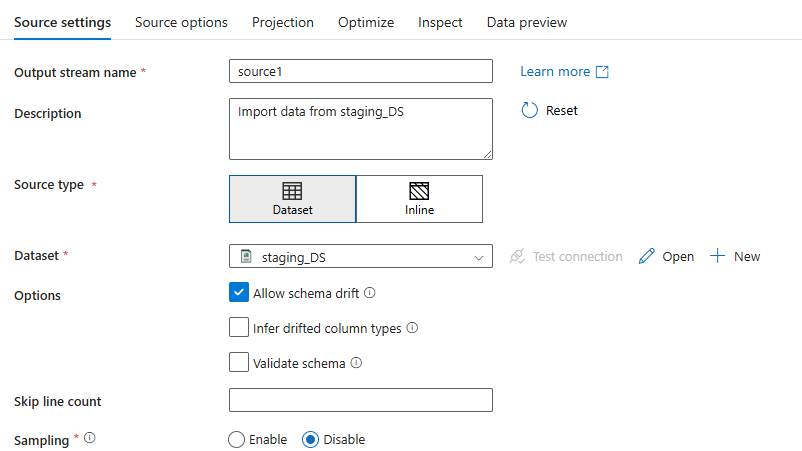 Source settings Source options Projection Optimize Inspect Data preview
Output stream name * source1 Learn more
Description Import data from staging_DS Reset
Source type * Dataset Inline
Dataset * staging_DS Test connection Open New
Options Allow schema drift
Infer drifted column types
Validate schema
Skip line count
Sampling * Enable Disable